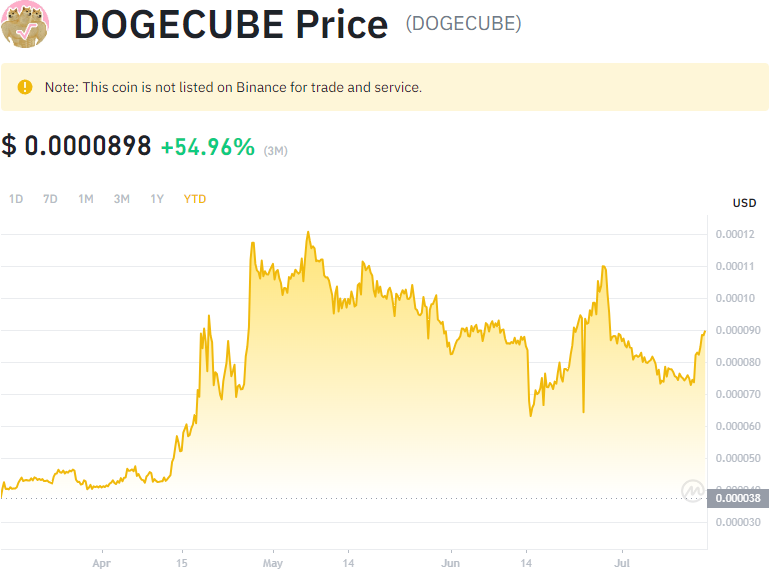 DOGECUBE Price (DOGECUBE)
Note: This coin is not listed on Binance for trade and service.
$ 0.0000898 +54.96% (3M)
1D 7D 1M 3M 1Y YTD
USD
0.00012
0.00011
0.00010
0.000090
0.000080
0.000070
0.000060
0.000050
0.000038
0.000030
Apr 15 May 14 Jun 14 Jul